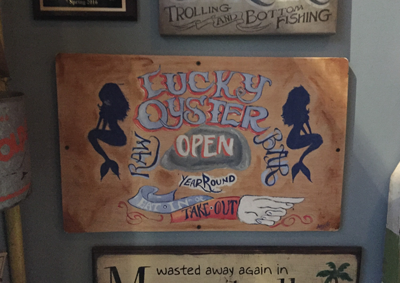 Spring 2016
TROLLING
AND BOTTOM
FISHING
LUCKY
OYSTER
RAW OPEN BAR
YEAR ROUND
TAKE OUT
wasted away again in